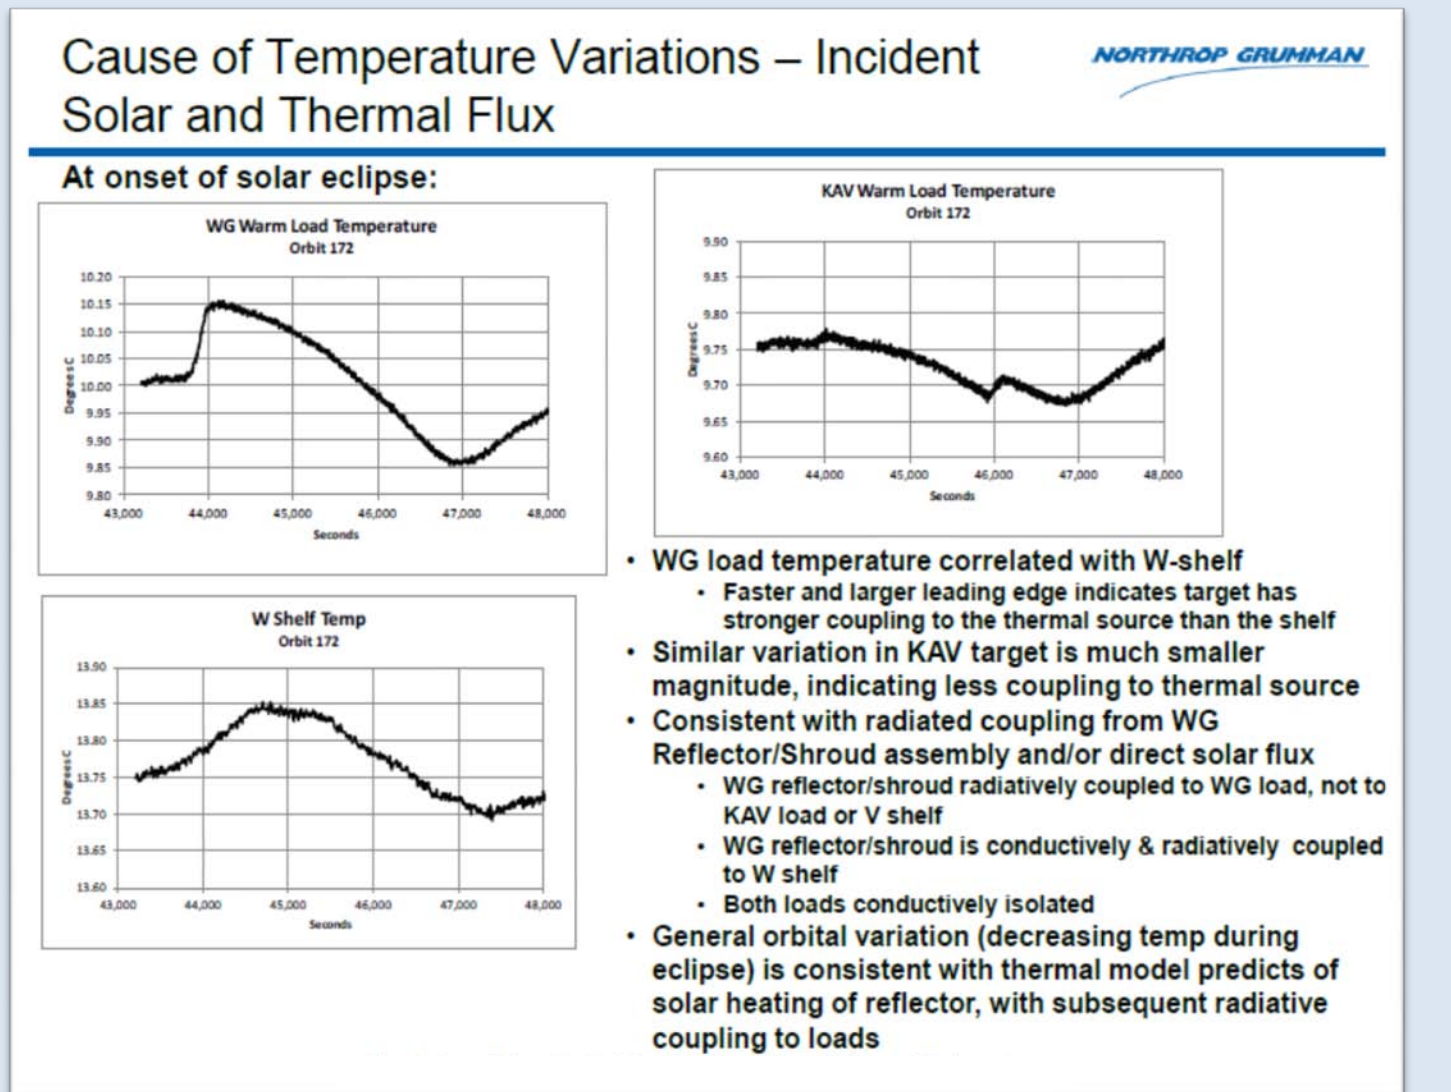 Cause of Temperature Variations – Incident
Solar and Thermal Flux
NORTHROP GRUMMAN
At onset of solar eclipse:
WG Warm Load Temperature
Orbit 172
Degrees C
10.20
10.15
10.10
10.05
10.00
9.95
9.90
9.85
9.80
43,000 44,000 45,000 46,000 47,000 48,000
Seconds
KAV Warm Load Temperature
Orbit 172
Degrees C
9.90
9.85
9.80
9.75
9.70
9.65
9.60
43,000 44,000 45,000 46,000 47,000 48,000
Seconds
W Shelf Temp
Orbit 172
Degrees C
13.90
13.85
13.80
13.75
13.70
13.65
13.60
43,000 44,000 45,000 46,000 47,000 48,000
Seconds
• WG load temperature correlated with W-shelf
• Faster and larger leading edge indicates target has
stronger coupling to the thermal source than the shelf
• Similar variation in KAV target is much smaller
magnitude, indicating less coupling to thermal source
• Consistent with radiated coupling from WG
Reflector/Shroud assembly and/or direct solar flux
• WG reflector/shroud radiatively coupled to WG load, not to
KAV load or V shelf
• WG reflector/shroud is conductively & radiatively coupled
to W shelf
• Both loads conductively isolated
• General orbital variation (decreasing temp during
eclipse) is consistent with thermal model predicts of
solar heating of reflector, with subsequent radiative
coupling to loads